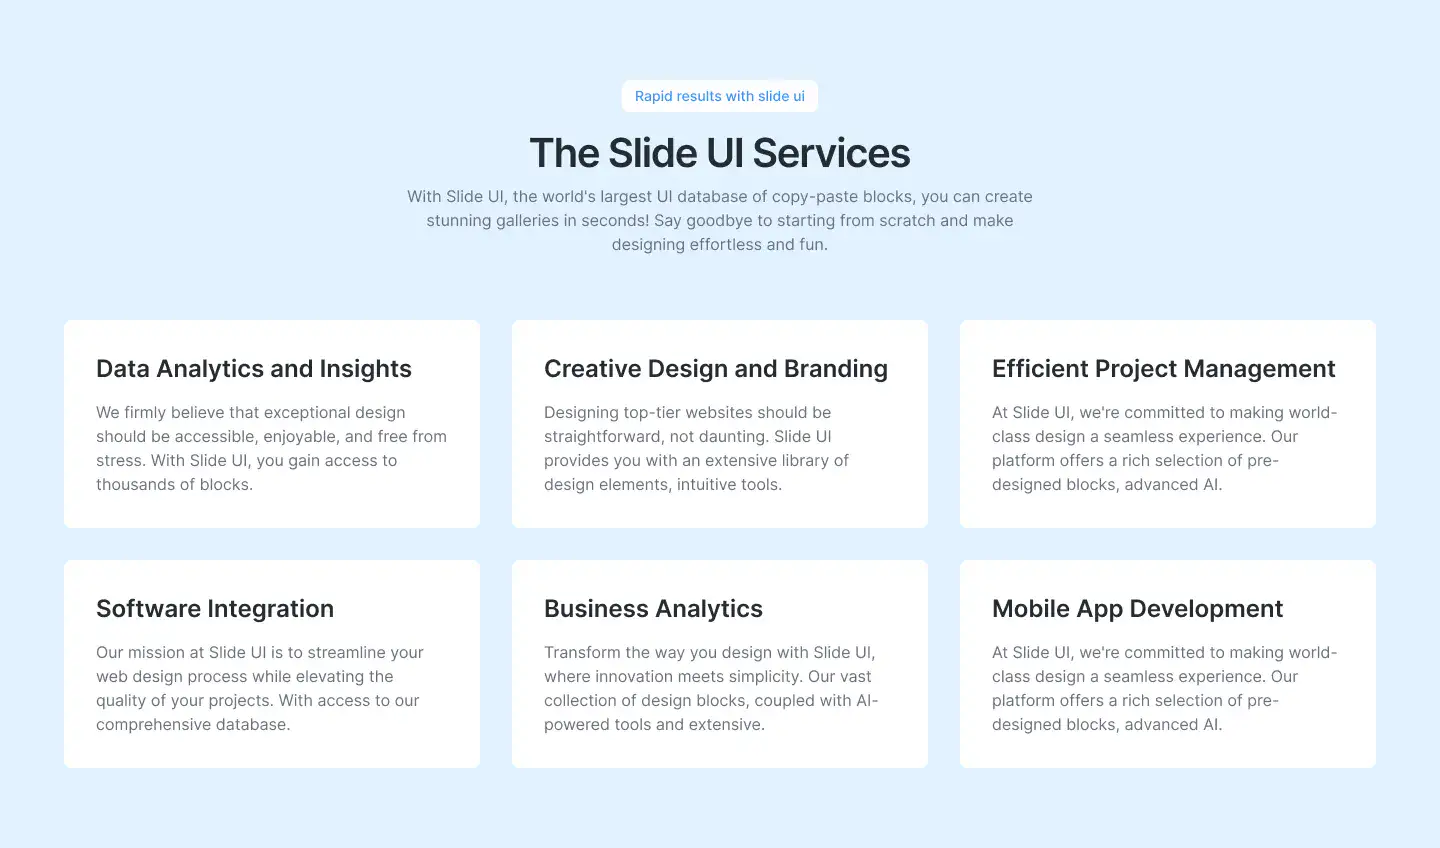 Rapid results with slide ui
The Slide UI Services
With Slide UI, the world's largest UI database of copy-paste blocks, you can create
stunning galleries in seconds! Say goodbye to starting from scratch and make
designing effortless and fun.
Data Analytics and Insights
We firmly believe that exceptional design
should be accessible, enjoyable, and free from
stress. With Slide UI, you gain access to
thousands of blocks.
Creative Design and Branding
Designing top-tier websites should be
straightforward, not daunting. Slide UI
provides you with an extensive library of
design elements, intuitive tools.
Efficient Project Management
At Slide UI, we're committed to making world-
class design a seamless experience. Our
platform offers a rich selection of pre-
designed blocks, advanced AI.
Software Integration
Our mission at Slide UI is to streamline your
web design process while elevating the
quality of your projects. With access to our
comprehensive database.
Business Analytics
Transform the way you design with Slide UI,
where innovation meets simplicity. Our vast
collection of design blocks, coupled with AI-
powered tools and extensive.
Mobile App Development
At Slide UI, we're committed to making world-
class design a seamless experience. Our
platform offers a rich selection of pre-
designed blocks, advanced AI.